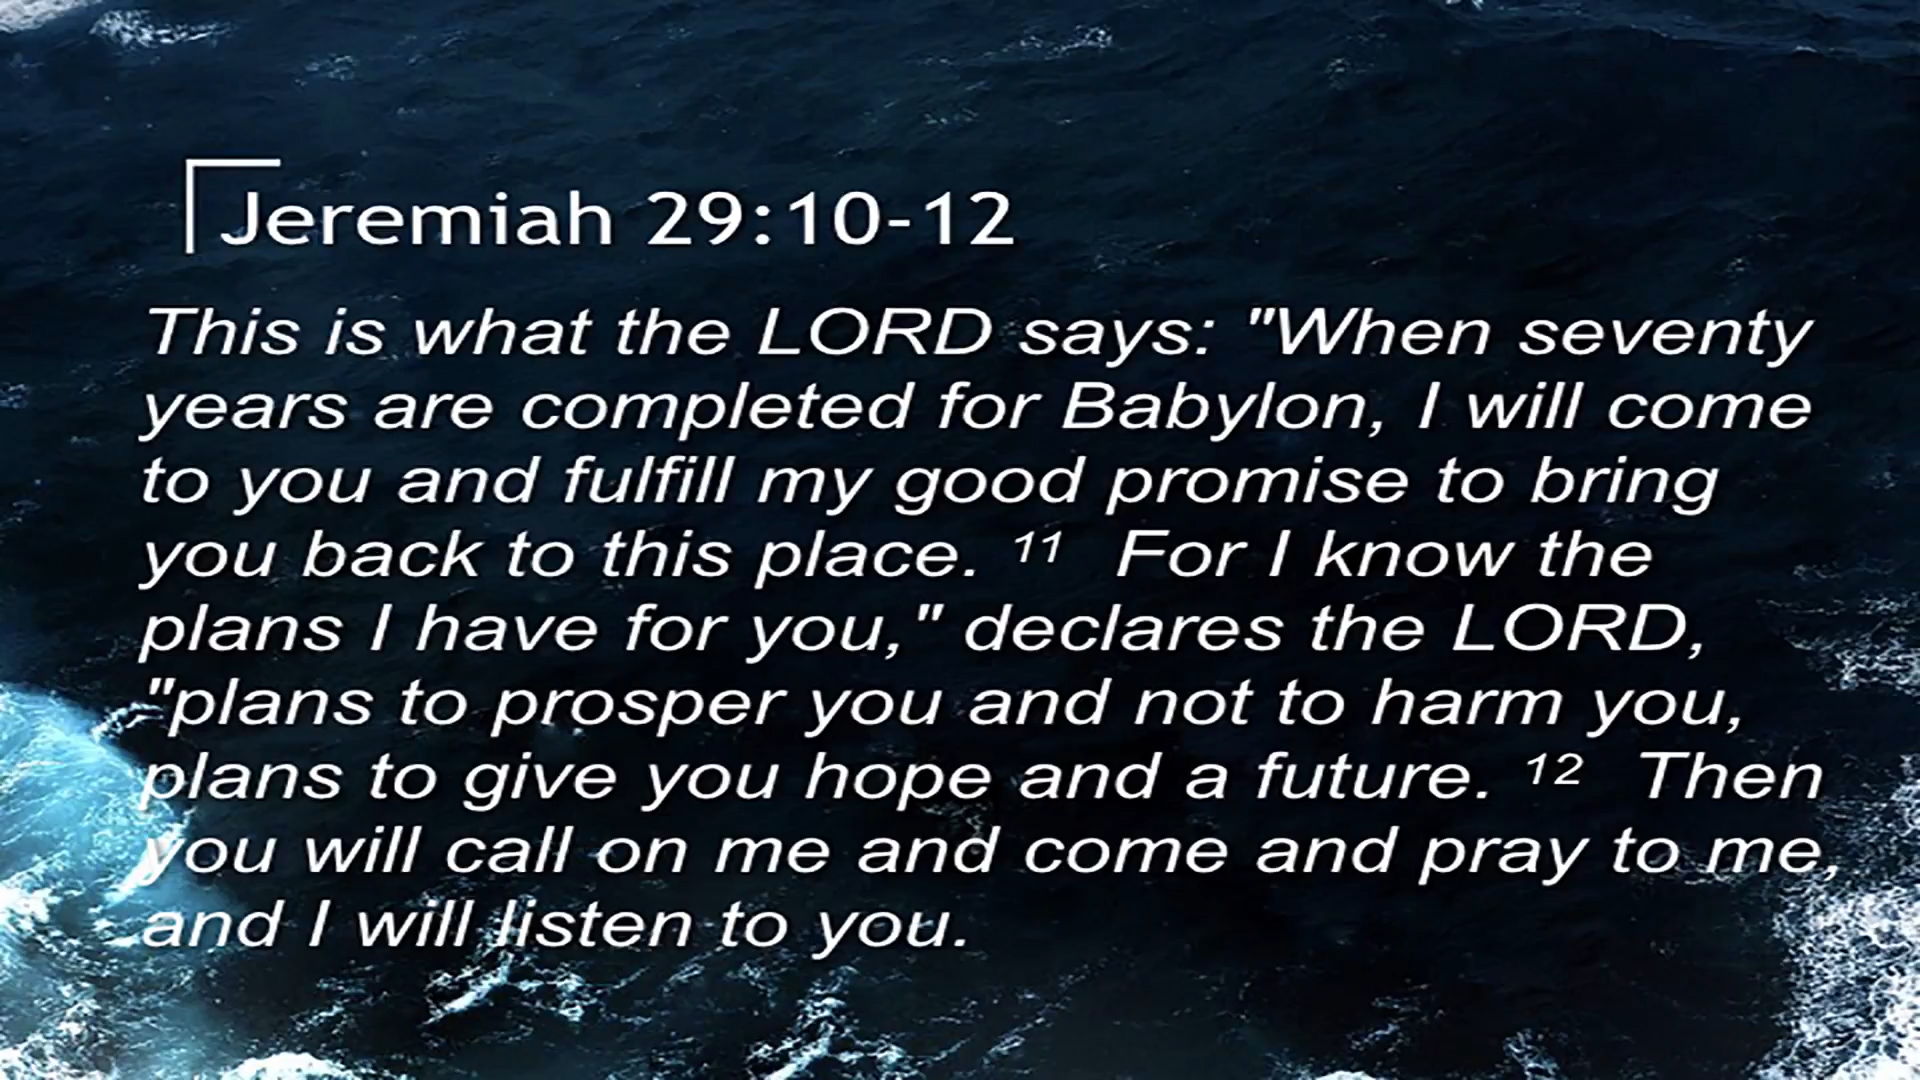 Jeremiah 29:10-12
This is what the LORD says: "When seventy
years are completed for Babylon, I will come
to you and fulfill my good promise to bring
you back to this place. 11 For I know the
plans I have for you," declares the LORD,
"plans to prosper you and not to harm you,
plans to give you hope and a future. 12 Then
you will call on me and come and pray to me,
and I will listen to you.